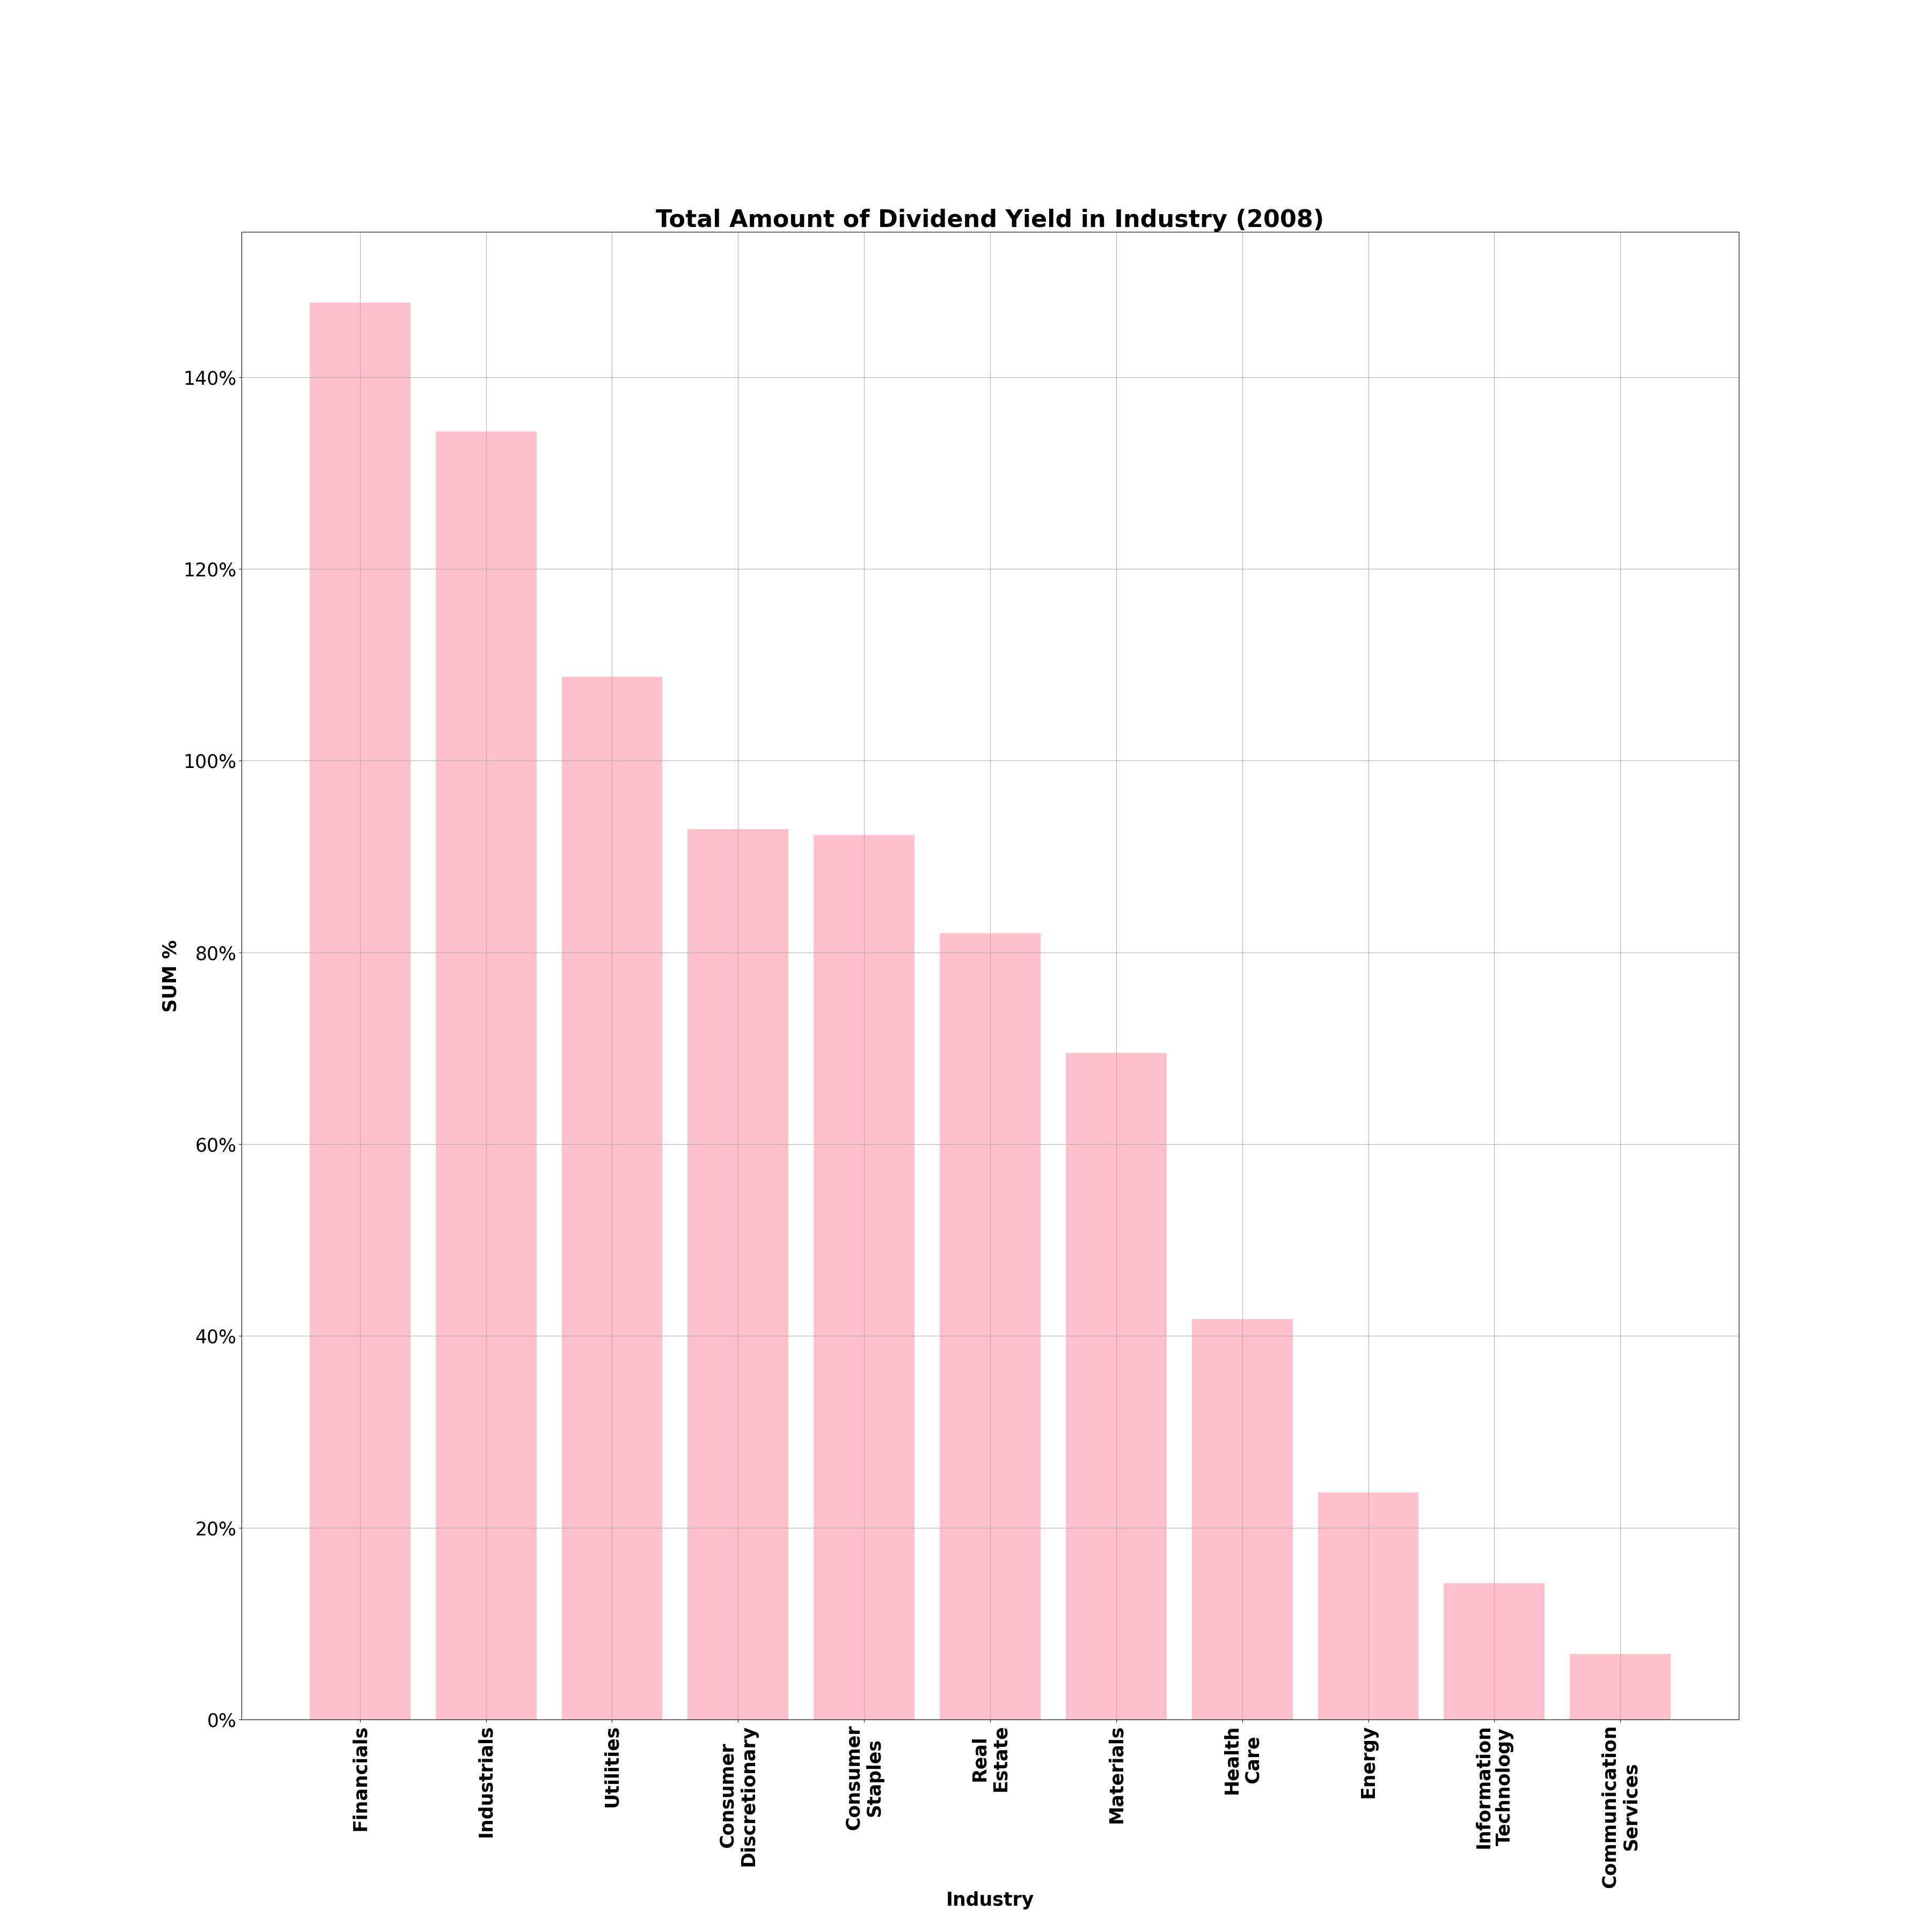 Total Amount of Dividend Yield in Industry (2008)
140%
120%
100%
80%
60%
40%
20%
0%
SUM %
Financials
Industrials
Utilities
Consumer
Discretionary
Consumer
Staples
Real
Estate
Materials
Health
Care
Energy
Information
Technology
Communication
Services
Industry